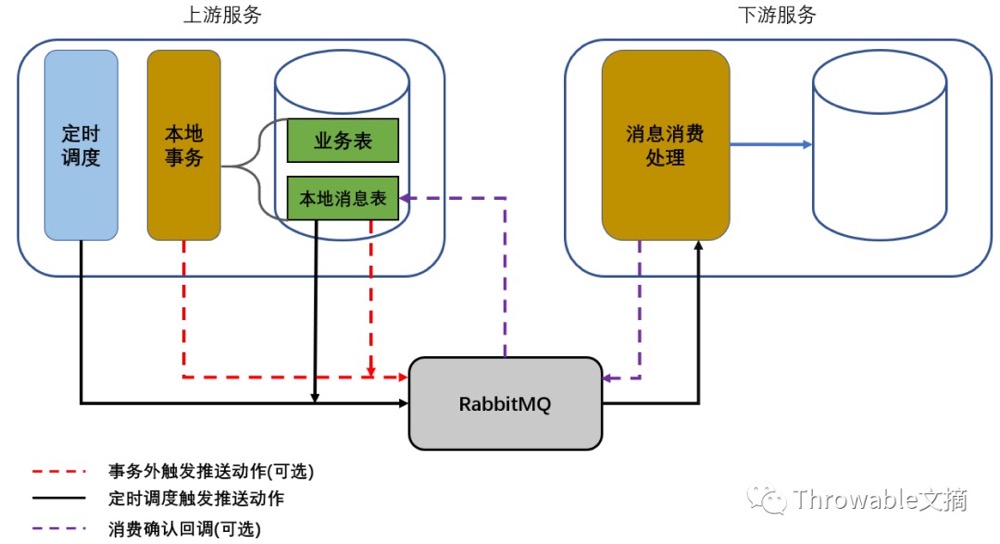 上游服务
下游服务
定时
调度
本地
事务
业务表
本地消息表
消息消费
处理
RabbitMQ
事务外触发推送动作(可选)
定时调度触发推送动作
消费确认回调(可选)
Throwable文摘